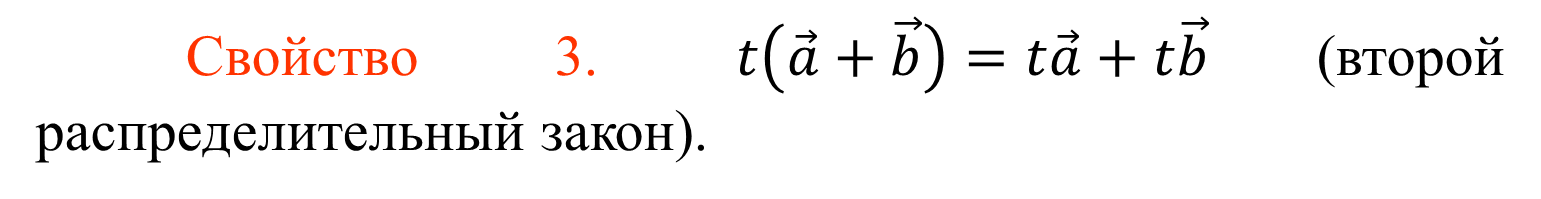 Свойство 3. t(a⃗ + b⃗) = ta⃗ + tb⃗ (второй
распределительный закон).